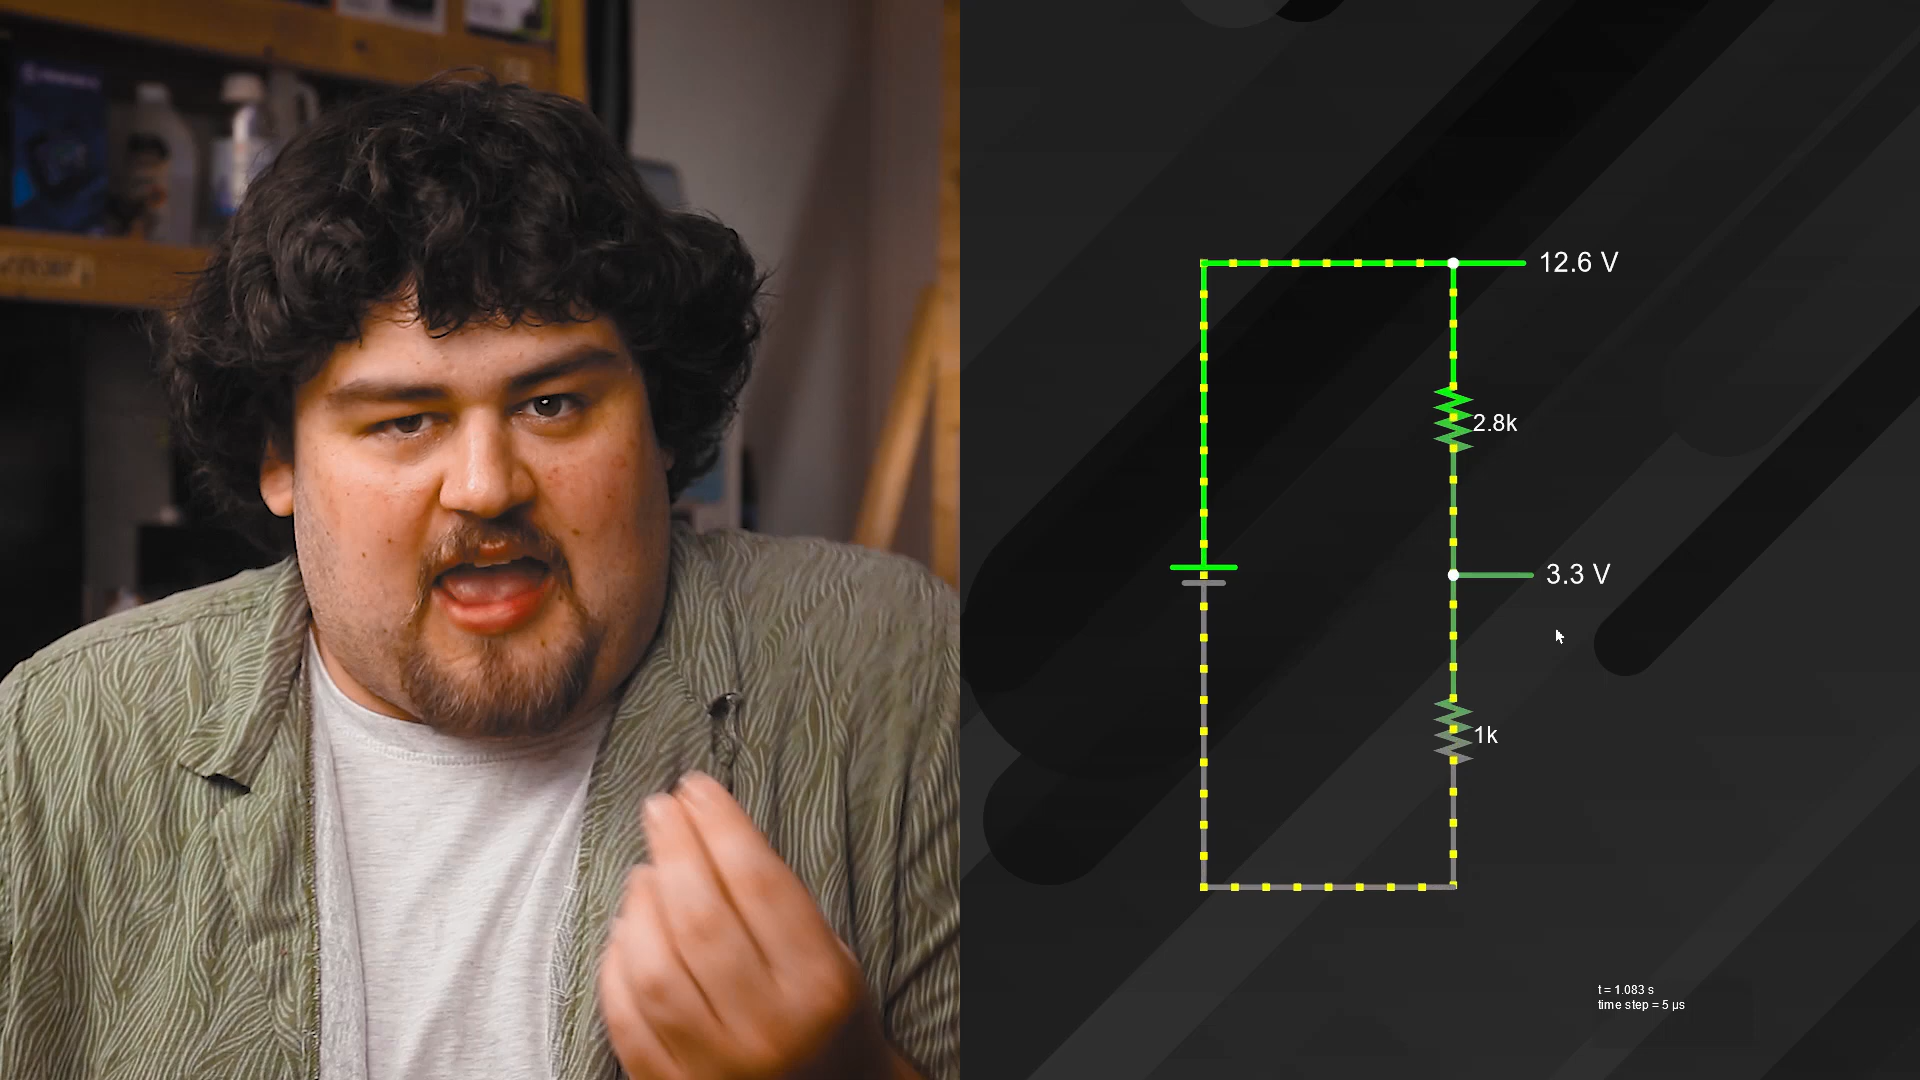 12.6 V
2.8k
3.3 V
1k
t = 1.083 s
time step = 5 µs